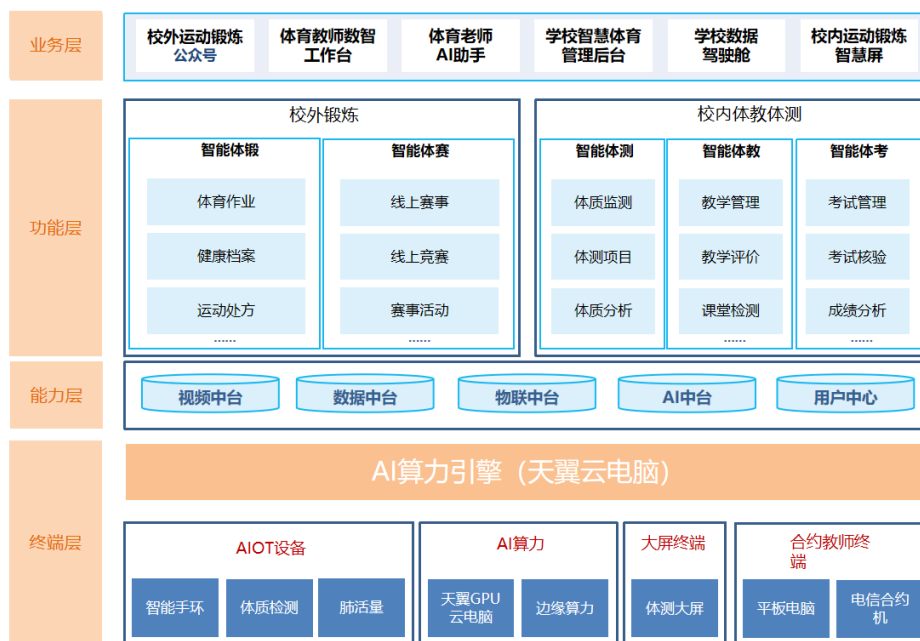 业务层
校外运动锻炼
公众号
体育教师数智
工作台
体育老师
AI助手
学校智慧体育
管理后台
学校数据
驾驶舱
校内运动锻炼
智慧屏
功能层
校外锻炼
智能体锻
体育作业
健康档案
运动处方
......
智能体赛
线上赛事
线上竞赛
赛事活动
......
校内体教体测
智能体测
体质监测
体测项目
体质分析
......
智能体教
教学管理
教学评价
课堂检测
......
智能体考
考试管理
考试核验
成绩分析
......
能力层
视频中台
数据中台
物联中台
AI中台
用户中心
终端层
AI算力引擎（天翼云电脑）
AIOT设备
智能手环
体质检测
肺活量
AI算力
天翼GPU
云电脑
边缘算力
大屏终端
体测大屏
合约教师终
端
平板电脑
电信合约
机